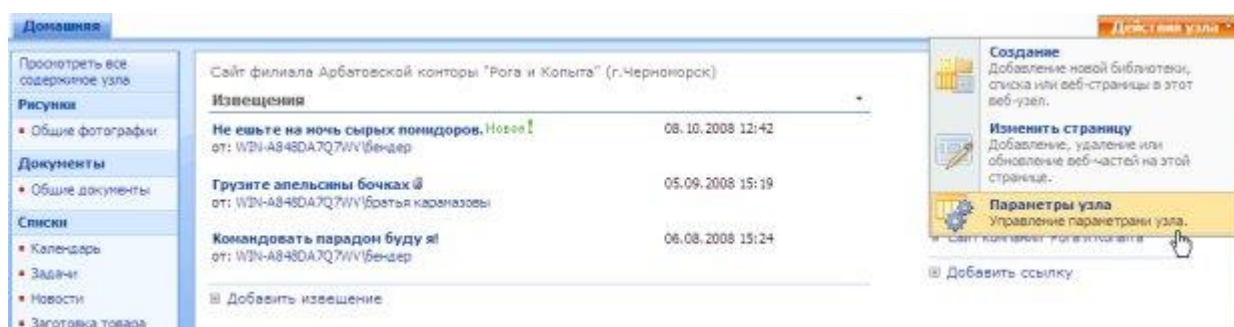 Домашняя
Действия узла
Просмотреть все
содержимое узла
Рисунки
Общие фотографии
Документы
Общие документы
Списки
Календарь
Задачи
Новости
Заготовка товара
Сайт филиала Арбатовской конторы "Рога и Копыта" (г.Черноморск)
Извещения
Не ешьте на ночь сырых помидоров. Новое! 08.10.2008 12:42
от: WIN-A848DA7Q7WV\бендер
Грузите апельсины бочках 05.09.2008 15:19
от: WIN-A848DA7Q7WV\братья карамазовы
Командовать парадом буду я! 06.08.2008 15:24
от: WIN-A848DA7Q7WV\бендер
Добавить извещение
Создание
Добавление новой библиотеки,
списка или веб-страницы в этот
веб-узел.
Изменить страницу
Добавление, удаление или
обновление веб-частей на этой
странице.
Параметры узла
Управление параметрами узла.
Сайт компании Рога и Копыта
Добавить ссылку